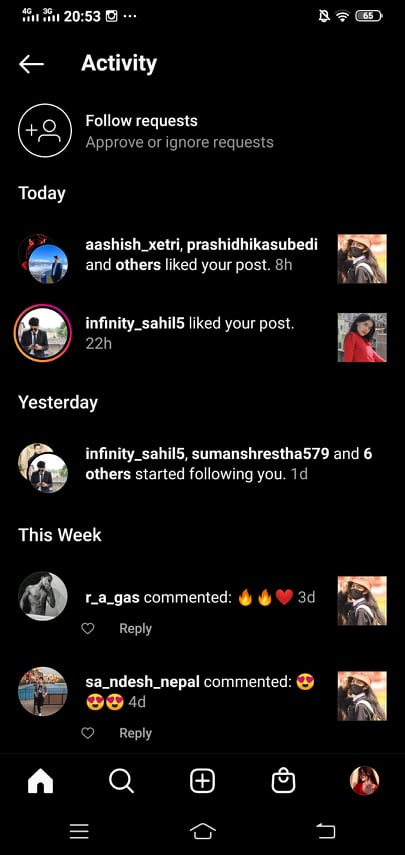 4G 3G 20:53 65
Activity
Follow requests
Approve or ignore requests
Today
aashish_xetri, prashidhikasubedi
and others liked your post. 8h
infinity_sahil5 liked your post.
22h
Yesterday
infinity_sahil5, sumanshrestha579 and 6
others started following you. 1d
This Week
r_a_gas commented: 🔥🔥❤️ 3d
Reply
sa_ndesh_nepal commented: 😍
😍😍 4d
Reply